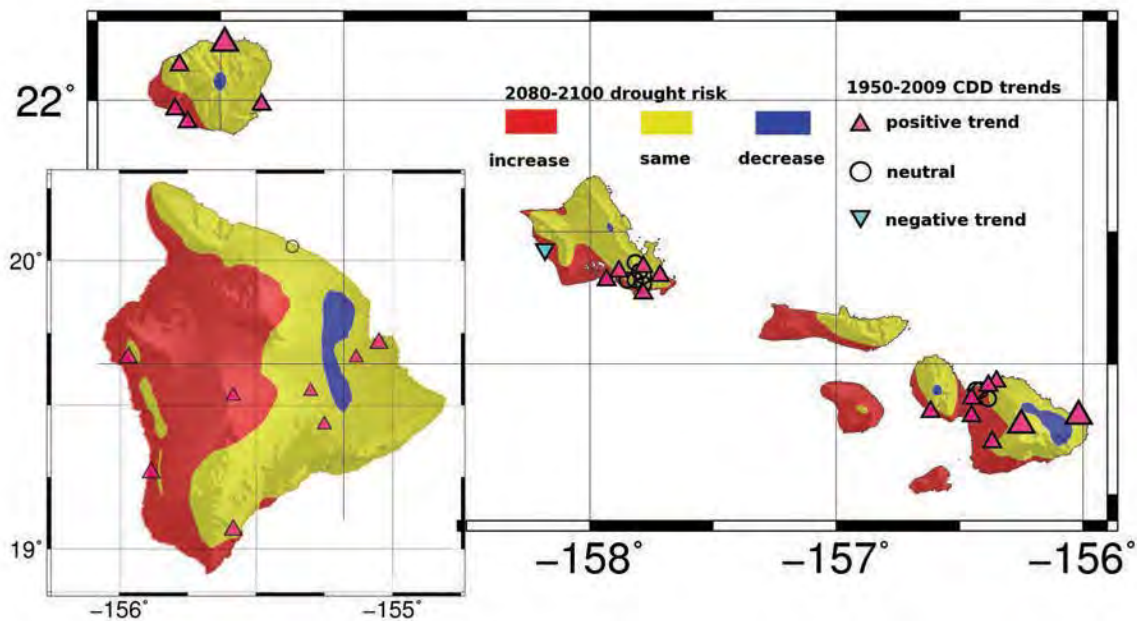 2080-2100 drought risk
increase
same
decrease
1950-2009 CDD trends
positive trend
neutral
negative trend
22°
20°
19°
−156°
−155°
−158°
−157°
−156°